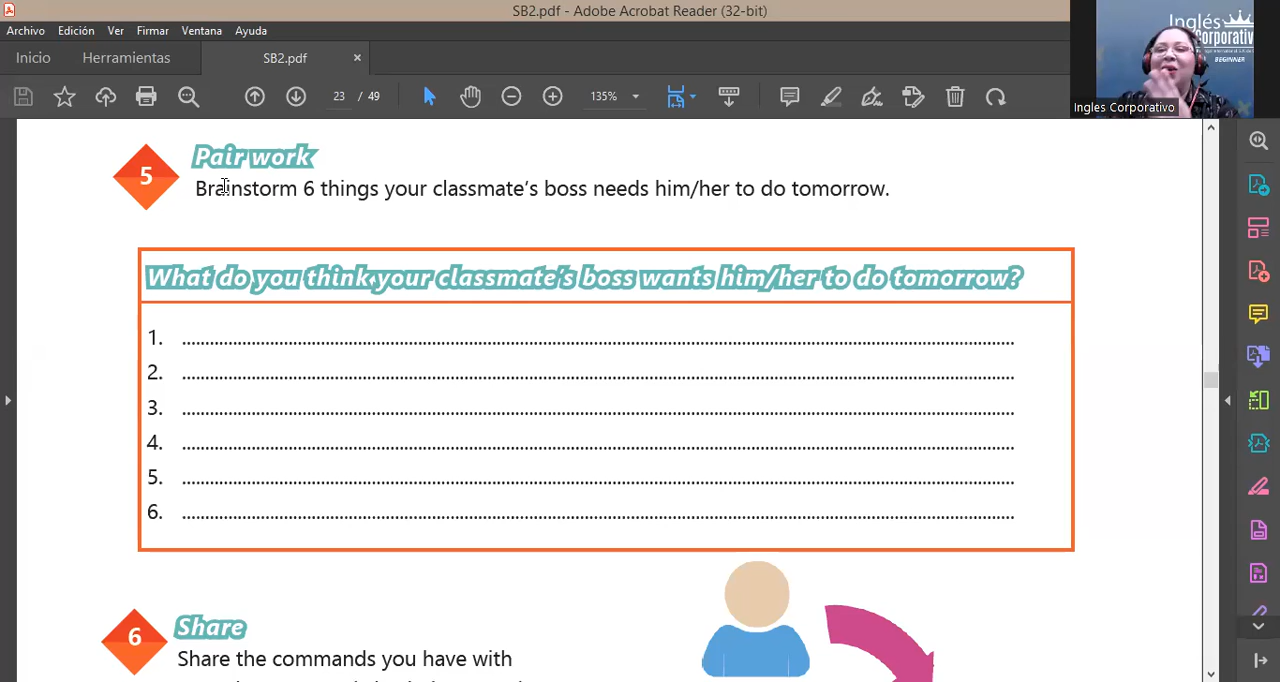 SB2.pdf - Adobe Acrobat Reader (32-bit)
Archivo Edición Ver Firmar Ventana Ayuda
Inicio Herramientas SB2.pdf ×
23 / 49 135%
Inglés
Corporativo
BEGINNER
Ingles Corporativo
5 Pair work
Brainstorm 6 things your classmate's boss needs him/her to do tomorrow.
What do you think your classmate's boss wants him/her to do tomorrow?
1. ........................................................................
2. ........................................................................
3. ........................................................................
4. ........................................................................
5. ........................................................................
6. ........................................................................
6 Share
Share the commands you have with